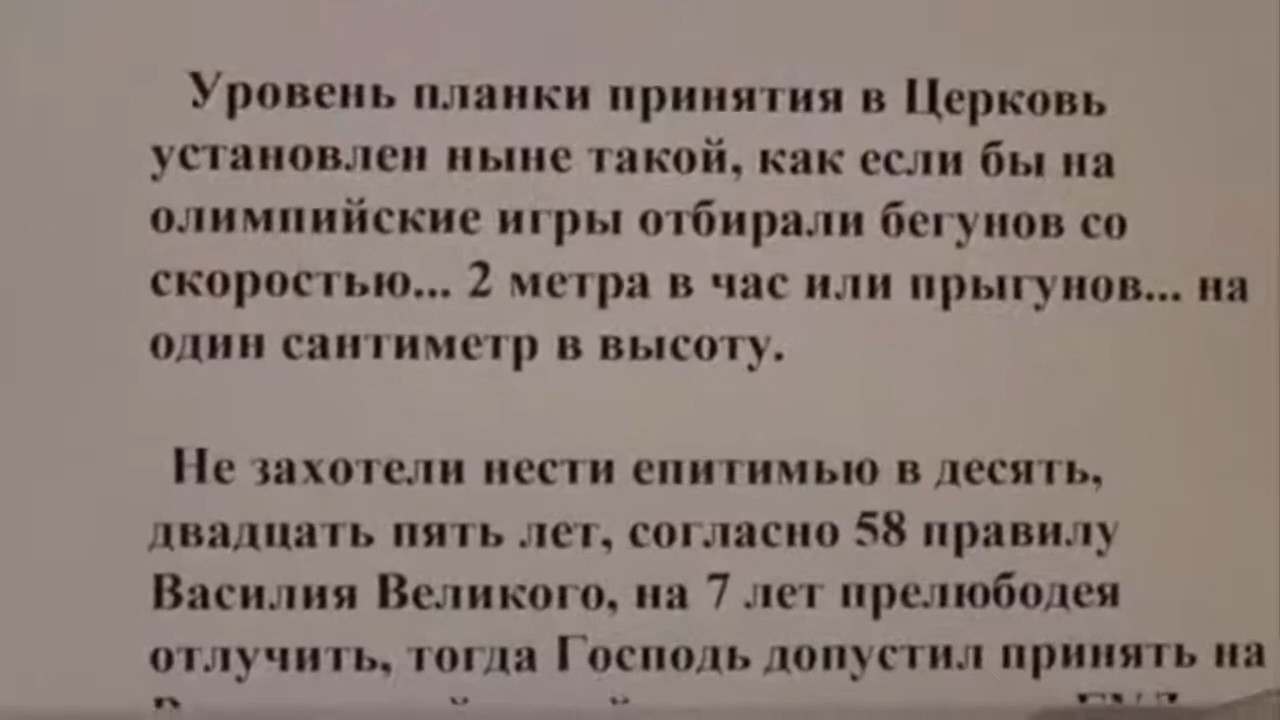 Уровень планки принятия в Церковь
установлен ныне такой, как если бы на
олимпийские игры отбирали бегунов со
скоростью... 2 метра в час или прыгунов... на
один сантиметр в высоту.
Не захотели нести епитимью в десять,
двадцать пять лет, согласно 58 правилу
Василия Великого, на 7 лет прелюбодея
отлучить, тогда Господь допустил принять на